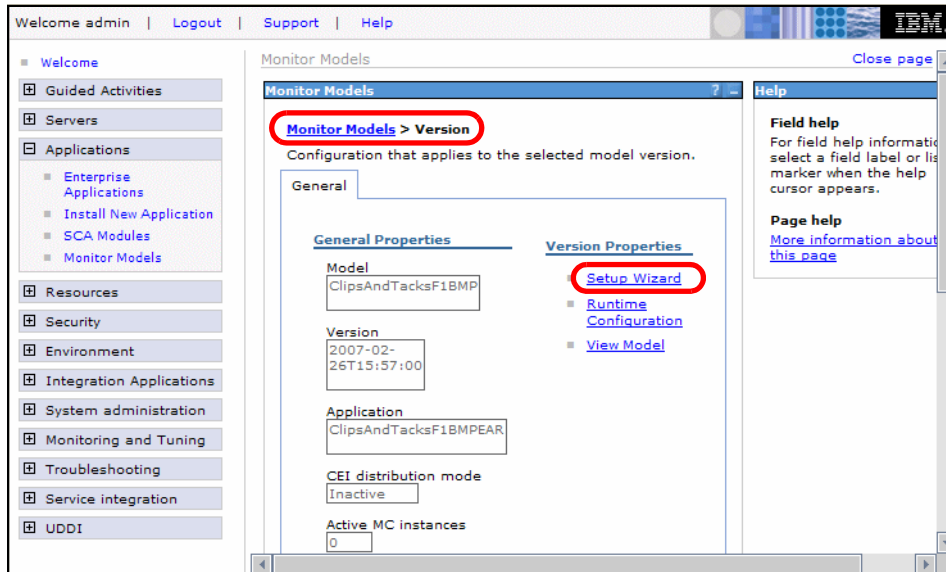 Welcome admin | Logout | Support | Help
IBM.
Welcome
Guided Activities
Servers
Applications
Enterprise
Applications
Install New Application
SCA Modules
Monitor Models
Resources
Security
Environment
Integration Applications
System administration
Monitoring and Tuning
Troubleshooting
Service integration
UDDI
Monitor Models
Close page
Monitor Models ? –
Monitor Models > Version
Configuration that applies to the selected model version.
General
General Properties
Model
ClipsAndTacksF1BMP
Version
2007-02-
26T15:57:00
Application
ClipsAndTacksF1BMPEAR
CEI distribution mode
Inactive
Active MC instances
0
Version Properties
Setup Wizard
Runtime
Configuration
View Model
Help
Field help
For field help
select a field label or
marker when the help
cursor appears.
Page help
More information about
this page